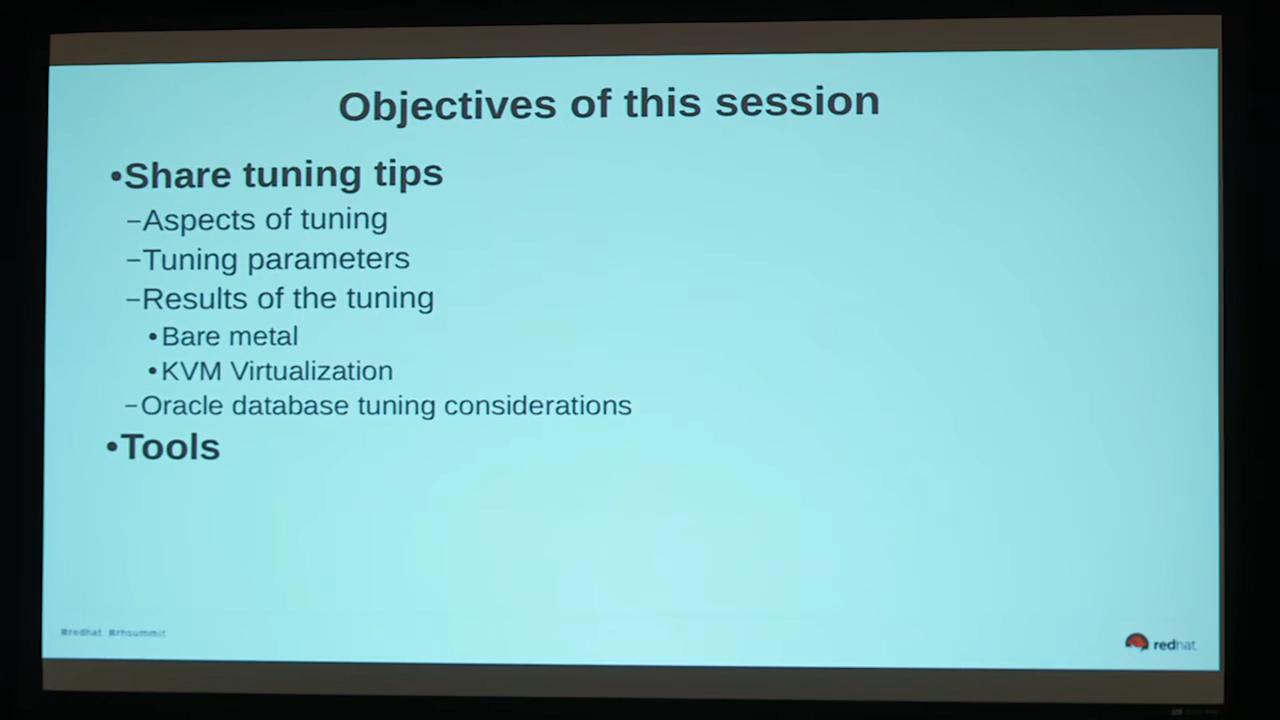 Objectives of this session
•Share tuning tips
–Aspects of tuning
–Tuning parameters
–Results of the tuning
•Bare metal
•KVM Virtualization
–Oracle database tuning considerations
•Tools
#redhat #rhsummit
redhat